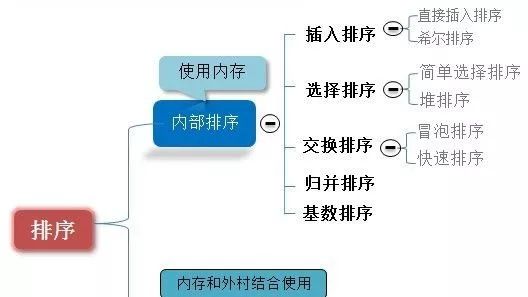 直接插入排序
插入排序
希尔排序
使用内存
简单选择排序
选择排序
堆排序
内部排序
冒泡排序
交换排序
快速排序
归并排序
基数排序
排序
内存和外村结合使用